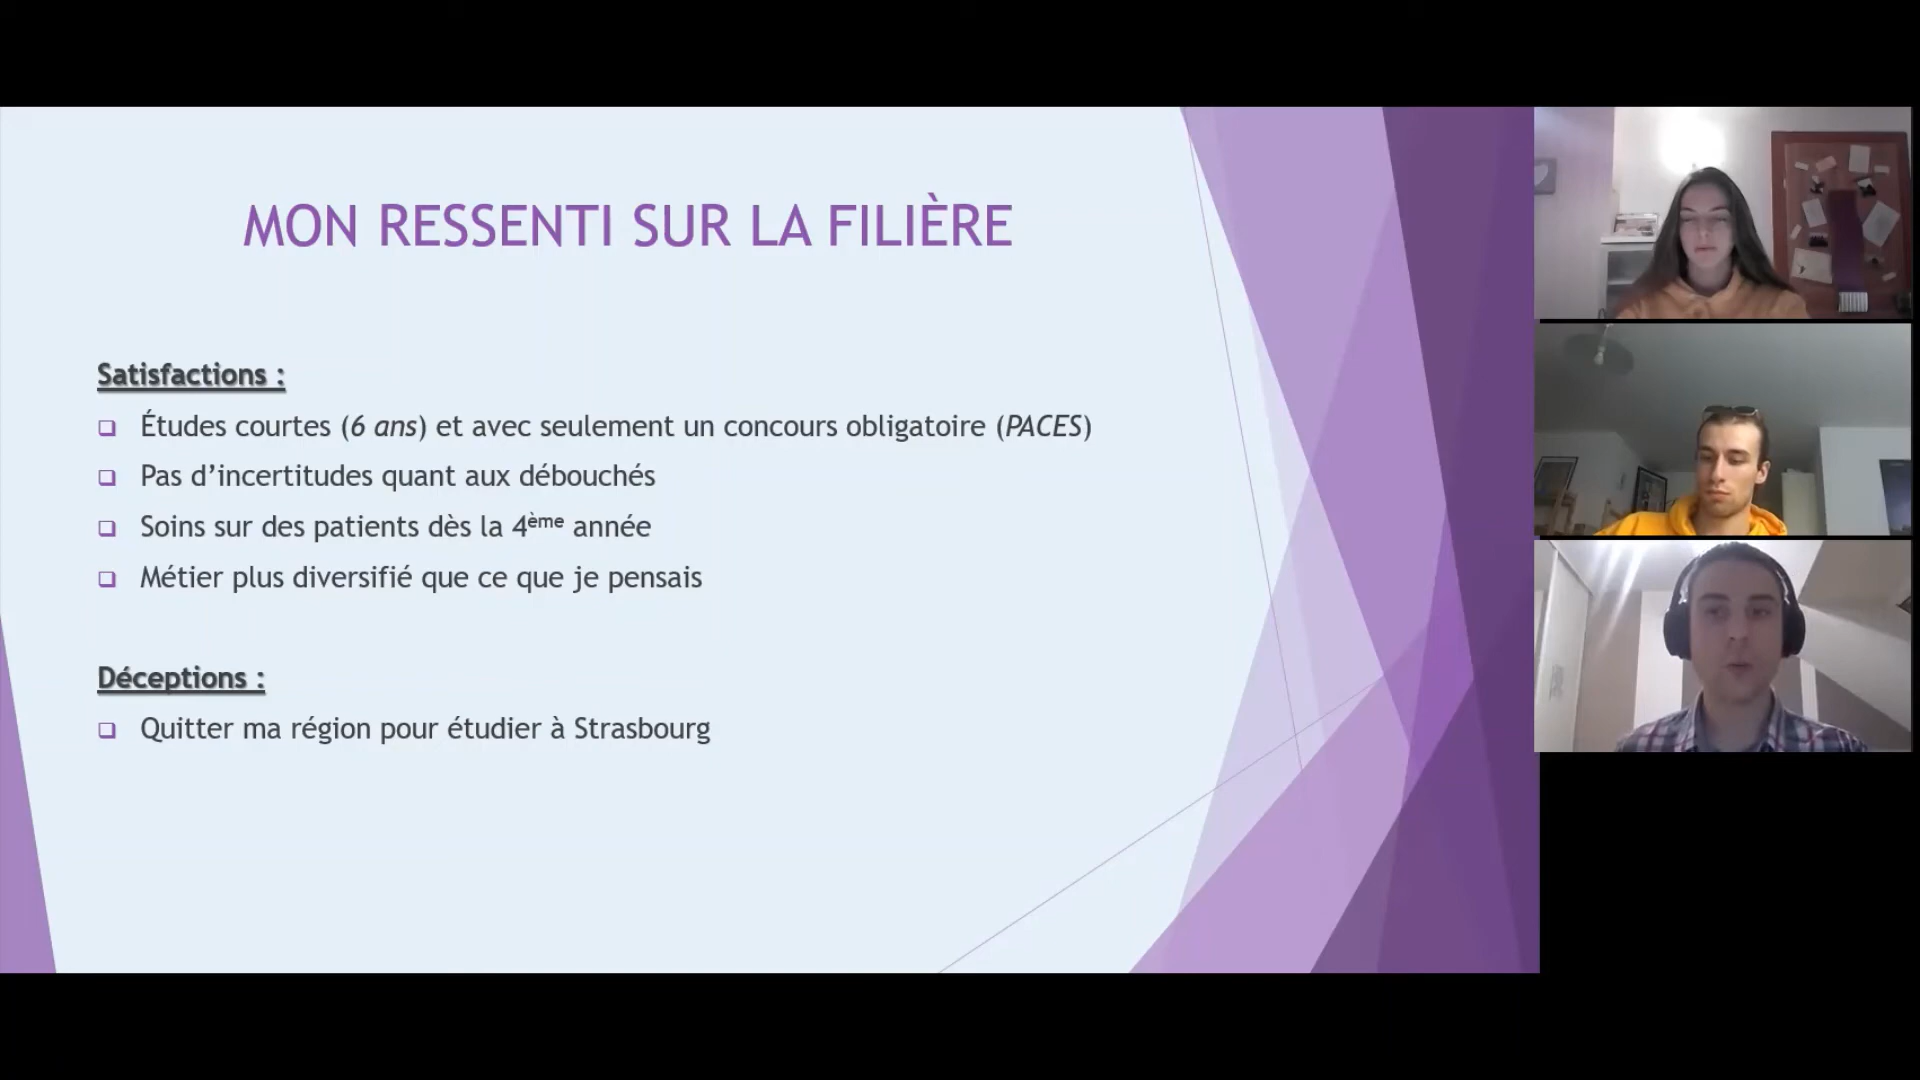 MON RESSENTI SUR LA FILIÈRE
Satisfactions :
Études courtes (6 ans) et avec seulement un concours obligatoire (PACES)
Pas d’incertitudes quant aux débouchés
Soins sur des patients dès la 4ème année
Métier plus diversifié que ce que je pensais
Déceptions :
Quitter ma région pour étudier à Strasbourg